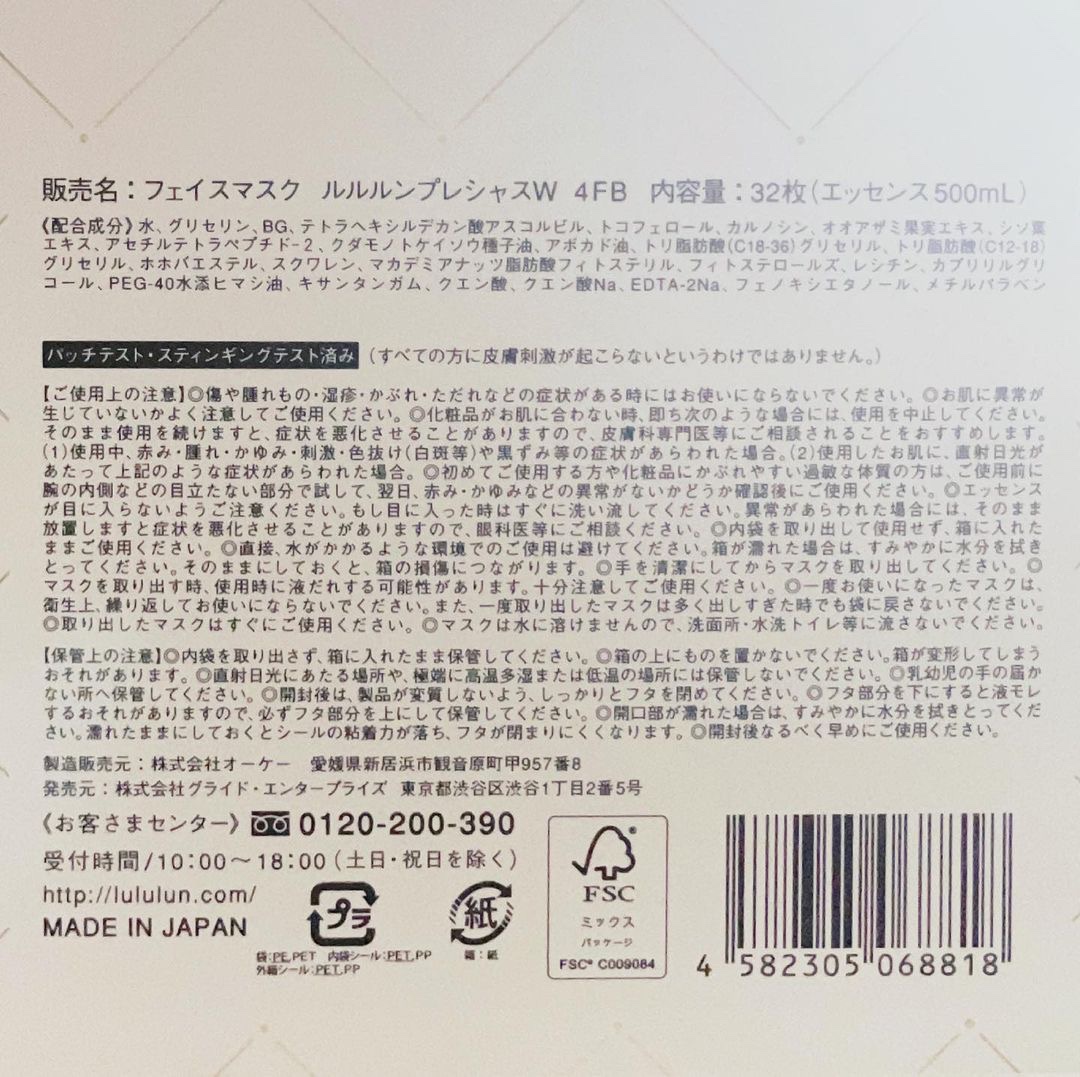 販売名：フェイスマスク ルルルンプレシャスW 4FB 内容量：32枚(エッセンス500mL)
《配合成分》水、グリセリン、BG、テトラヘキシルデカン酸アスコルビル、トコフェロール、カルノシン、オオアザミ果実エキス、シソ葉
エキス、アセチルテトラペプチド-2、クダモノトケイソウ種子油、アボカド油、トリ脂肪酸(C18-36)グリセリル、トリ脂肪酸(C12-18)
グリセリル、ホホバエステル、スクワレン、マカデミアナッツ脂肪酸フィトステリル、フィトステロールズ、レシチン、カプリリルグリ
コール、PEG-40水添ヒマシ油、キサンタンガム、クエン酸、クエン酸Na、EDTA-2Na、フェノキシエタノール、メチルパラベン
パッチテスト・スティンギングテスト済み (すべての方に皮膚刺激が起こらないというわけではありません。)
【ご使用上の注意】◎傷や腫れもの・湿疹・かぶれ・ただれなどの症状がある時にはお使いにならないでください。◎お肌に異常が
生じていないかよく注意してご使用ください。◎化粧品がお肌に合わない時、即ち次のような場合には、使用を中止してください。
そのまま使用を続けますと、症状を悪化させることがありますので、皮膚科専門医等にご相談されることをおすすめします。
(1)使用中、赤み・腫れ・かゆみ・刺激・色抜け(白斑等)や黒ずみ等の症状があらわれた場合。(2)使用したお肌に、直射日光が
あたって上記のような症状があらわれた場合。◎初めてご使用する方や化粧品にかぶれやすい過敏な体質の方は、ご使用前に
腕の内側などの目立たない部分で試して、翌日、赤み・かゆみなどの異常がないかどうか確認後にご使用ください。◎エッセンス
が目に入らないようご注意ください。もし目に入った時はすぐに洗い流してください。異常があらわれた場合には、そのまま
放置しますと症状を悪化させることがありますので、眼科医等にご相談ください。◎内袋を取り出して使用せず、箱に入れた
ままご使用ください。◎直接、水がかかるような環境でのご使用は避けてください。箱が濡れた場合は、すみやかに水分を拭き
とってください。そのままにしておくと、箱の損傷につながります。◎手を清潔にしてからマスクを取り出してください。◎
マスクを取り出す時、使用時に液だれする可能性があります。十分注意してご使用ください。◎一度お使いになったマスクは、
衛生上、繰り返してお使いにならないでください。また、一度取り出したマスクは多く出しすぎた時でも袋に戻さないでください。
◎取り出したマスクはすぐにご使用ください。◎マスクは水に溶けませんので、洗面所・水洗トイレ等に流さないでください。
【保管上の注意】◎内袋を取り出さず、箱に入れたまま保管してください。◎箱の上にものを置かないでください。箱が変形してしまう
おそれがあります。◎直射日光にあたる場所や、極端に高温多湿または低温の場所には保管しないでください。◎乳幼児の手の届か
ない所へ保管してください。◎開封後は、製品が変質しないよう、しっかりとフタを閉めてください。◎フタ部分を下にすると液モレ
するおそれがありますので、必ずフタ部分を上にして保管してください。◎開口部が濡れた場合は、すみやかに水分を拭きとってくだ
さい。濡れたままにしておくとシールの粘着力が落ち、フタが閉まりにくくなります。◎開封後なるべく早めにご使用ください。
製造販売元：株式会社オーケー 愛媛県新居浜市観音原町甲957番8
発売元：株式会社グライド・エンタープライズ 東京都渋谷区渋谷1丁目2番5号
《お客さまセンター》 0120-200-390
受付時間/10:00～18:00(土日・祝日を除く)
http://lululun.com/
MADE IN JAPAN
プラ
袋：PE,PET 内袋シール：PET,PP
外箱シール：PET,PP
紙
箱：紙
FSC
ミックス
パッケージ
FSC® C009084
4 582305 068818